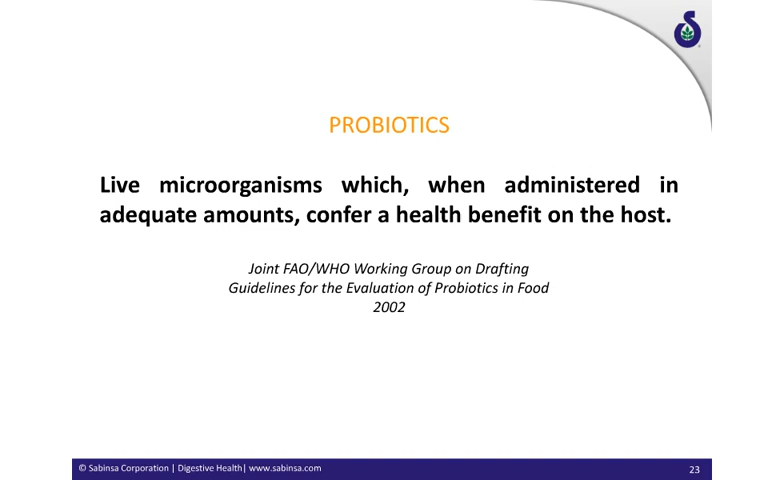 PROBIOTICS
Live microorganisms which, when administered in
adequate amounts, confer a health benefit on the host.
Joint FAO/WHO Working Group on Drafting
Guidelines for the Evaluation of Probiotics in Food
2002
© Sabinsa Corporation | Digestive Health| www.sabinsa.com
23